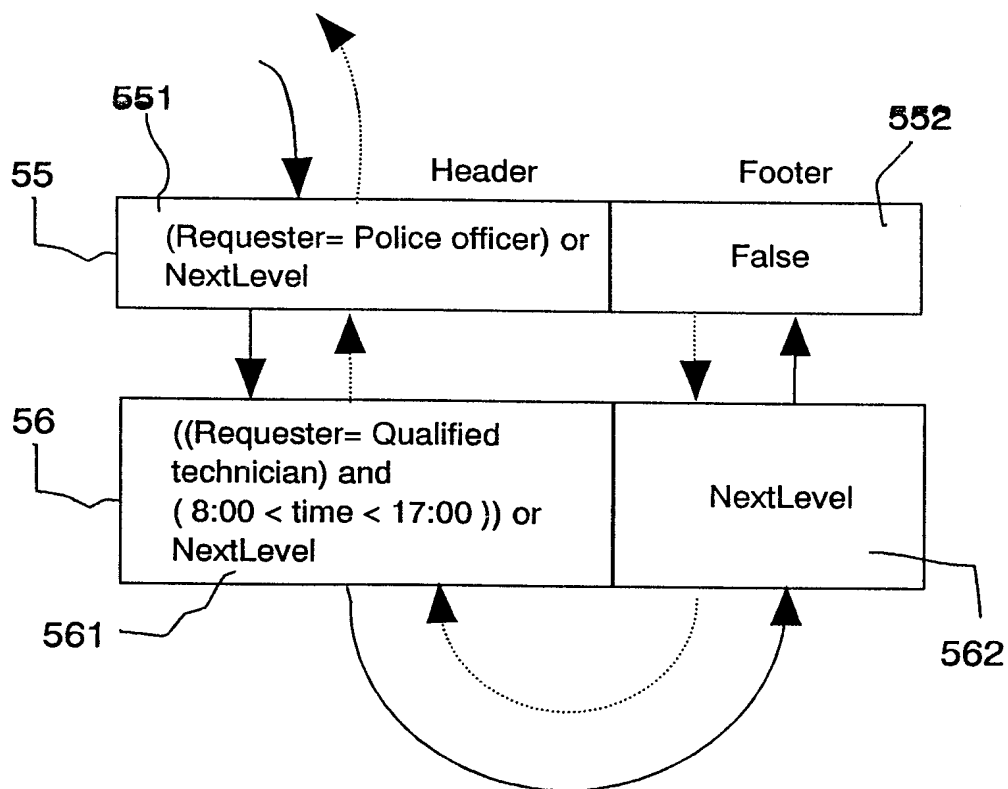 551
552
55
Header
Footer
(Requester= Police officer) or
NextLevel
False
56
((Requester= Qualified
technician) and
( 8:00 < time < 17:00 )) or
NextLevel
NextLevel
561
562